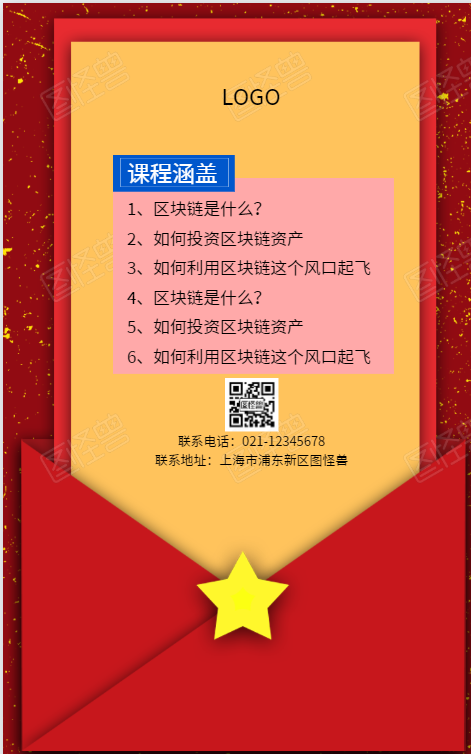 LOGO
课程涵盖
1、区块链是什么？
2、如何投资区块链资产
3、如何利用区块链这个风口起飞
4、区块链是什么？
5、如何投资区块链资产
6、如何利用区块链这个风口起飞
图怪兽
联系电话：021-12345678
联系地址：上海市浦东新区图怪兽